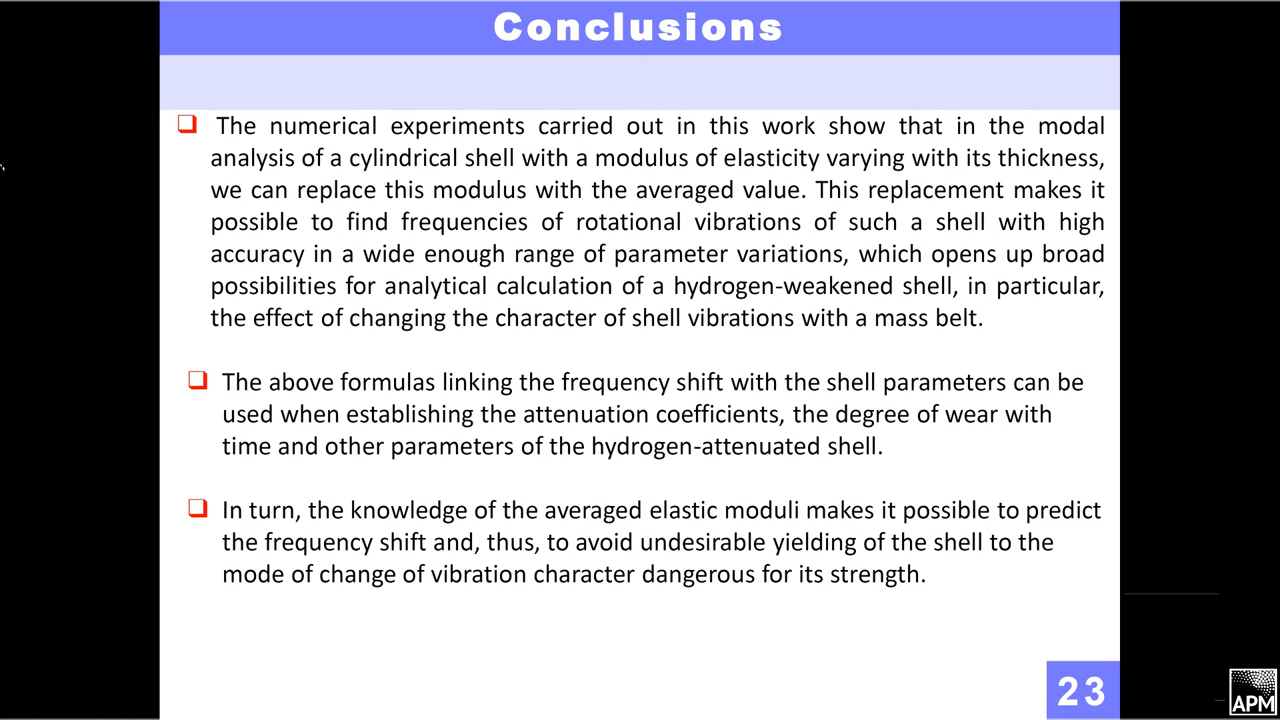 Conclusions
The numerical experiments carried out in this work show that in the modal
analysis of a cylindrical shell with a modulus of elasticity varying with its thickness,
we can replace this modulus with the averaged value. This replacement makes it
possible to find frequencies of rotational vibrations of such a shell with high
accuracy in a wide enough range of parameter variations, which opens up broad
possibilities for analytical calculation of a hydrogen-weakened shell, in particular,
the effect of changing the character of shell vibrations with a mass belt.
The above formulas linking the frequency shift with the shell parameters can be
used when establishing the attenuation coefficients, the degree of wear with
time and other parameters of the hydrogen-attenuated shell.
In turn, the knowledge of the averaged elastic moduli makes it possible to predict
the frequency shift and, thus, to avoid undesirable yielding of the shell to the
mode of change of vibration character dangerous for its strength.
23
APM